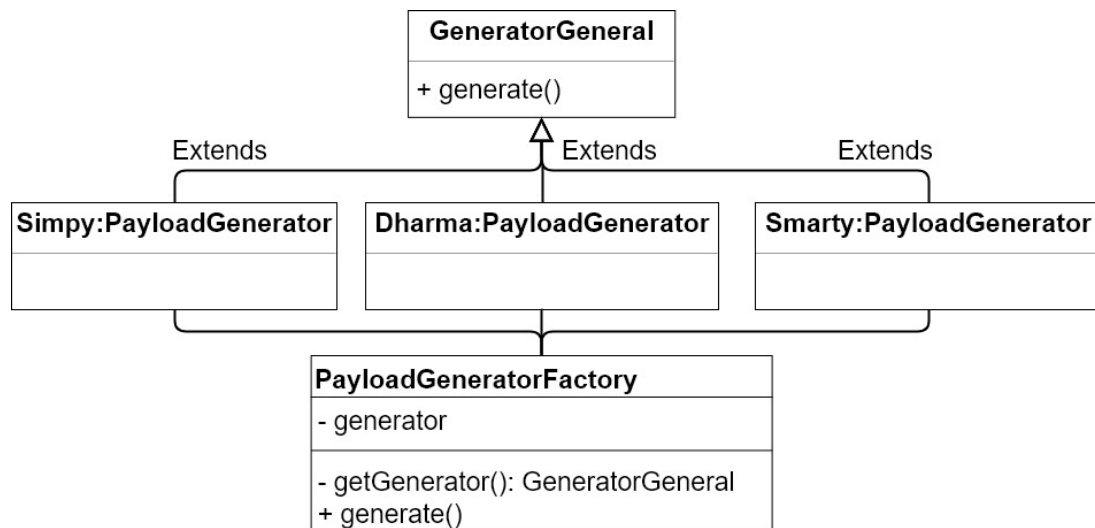 GeneratorGeneral
+ generate()
Extends
Extends
Extends
Simpy:PayloadGenerator
Dharma:PayloadGenerator
Smarty:PayloadGenerator
PayloadGeneratorFactory
- generator
- getGenerator(): GeneratorGeneral
+ generate()